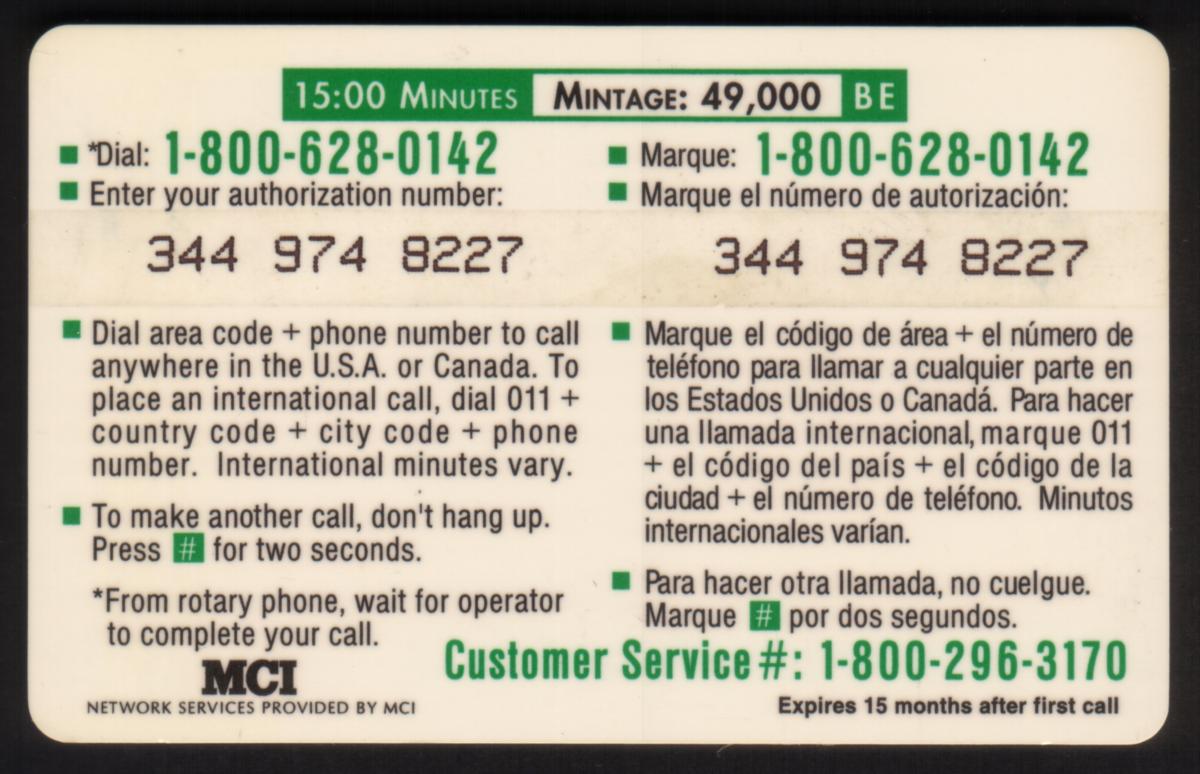 15:00 MINUTES MINTAGE: 49,000 BE
*Dial: 1-800-628-0142
Enter your authorization number:
344 974 8227
Dial area code + phone number to call
anywhere in the U.S.A. or Canada. To
place an international call, dial 011 +
country code + city code + phone
number. International minutes vary.
To make another call, don't hang up.
Press # for two seconds.
*From rotary phone, wait for operator
to complete your call.
Marque: 1-800-628-0142
Marque el número de autorización:
344 974 8227
Marque el código de área + el número de
teléfono para llamar a cualquier parte en
los Estados Unidos o Canadá. Para hacer
una llamada internacional, marque 011
+ el código del país + el código de la
ciudad + el número de teléfono. Minutos
internacionales varían.
Para hacer otra llamada, no cuelgue.
Marque # por dos segundos.
Customer Service #: 1-800-296-3170
MCI
NETWORK SERVICES PROVIDED BY MCI
Expires 15 months after first call